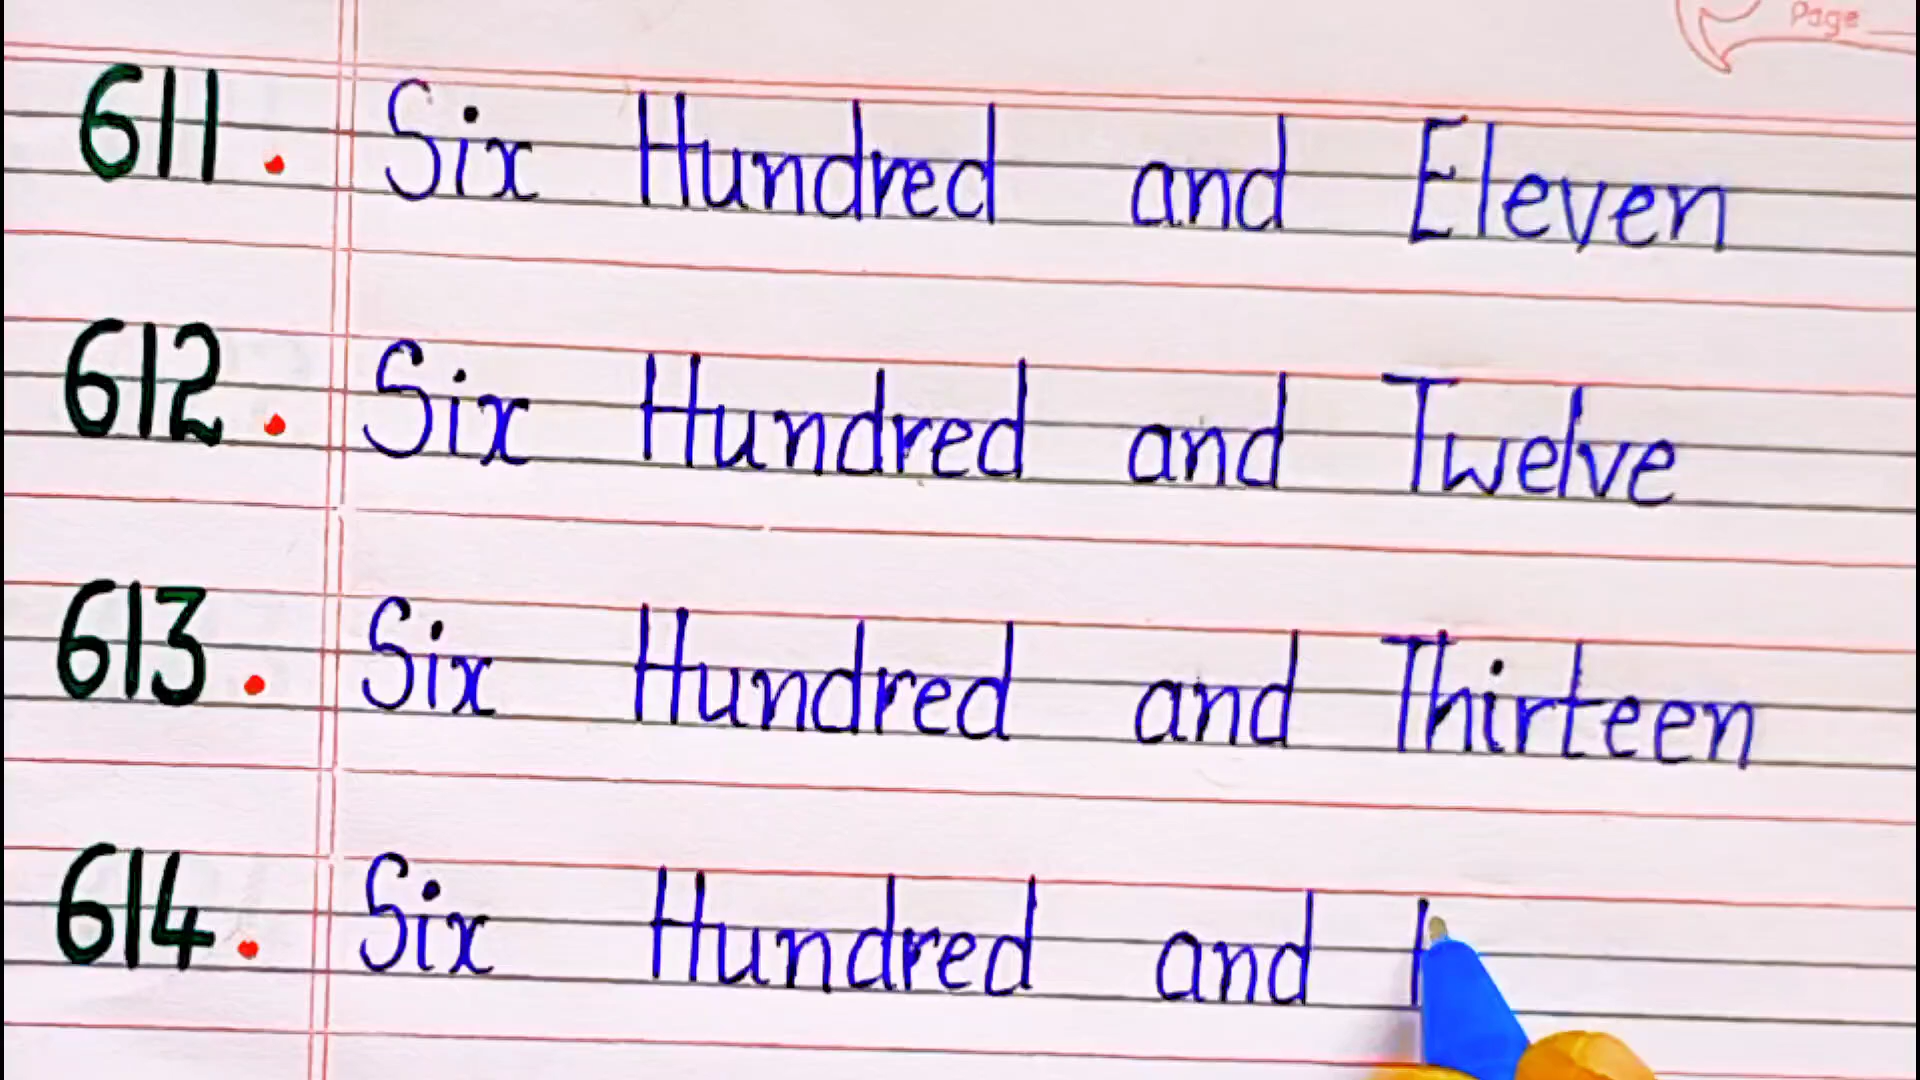 Page
611. Six Hundred and Eleven
612. Six Hundred and Twelve
613. Six Hundred and Thirteen
614. Six Hundred and